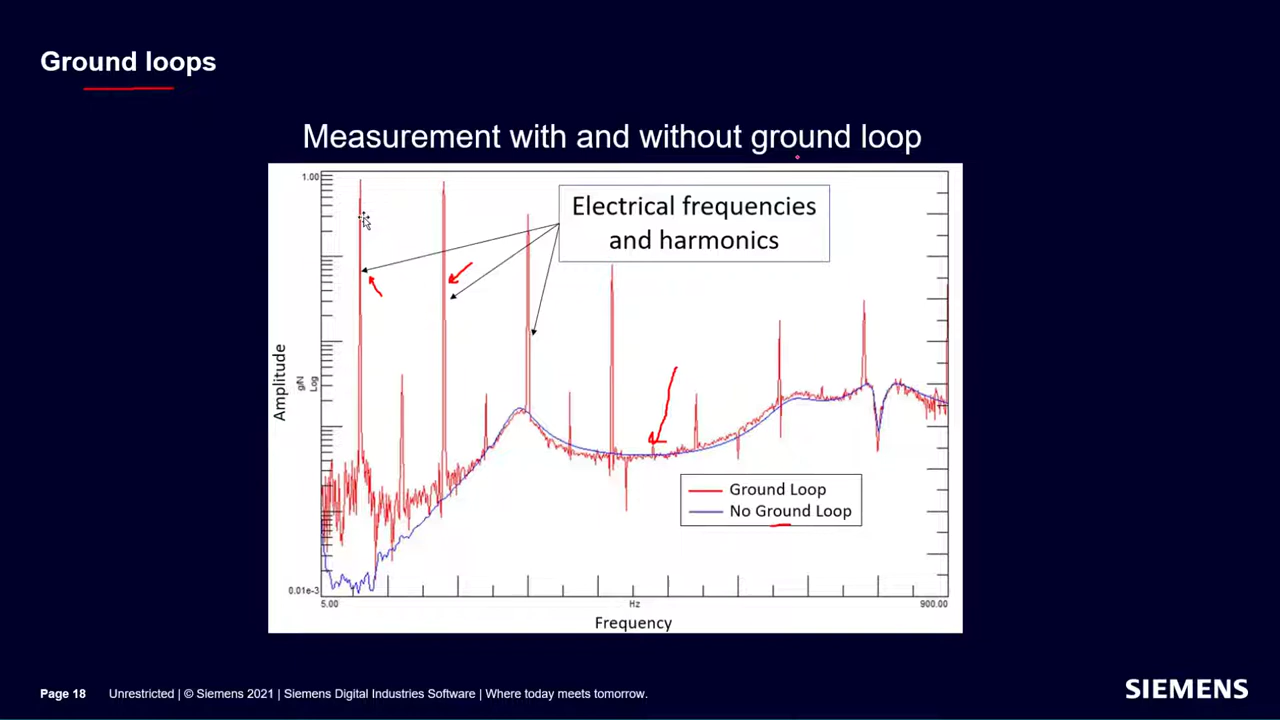 Ground loops
Measurement with and without ground loop
1.00
Electrical frequencies
and harmonics
Amplitude
g/N
Log
Ground Loop
No Ground Loop
0.01e-3
5.00
Hz
900.00
Frequency
Page 18
Unrestricted | © Siemens 2021 | Siemens Digital Industries Software | Where today meets tomorrow.
SIEMENS